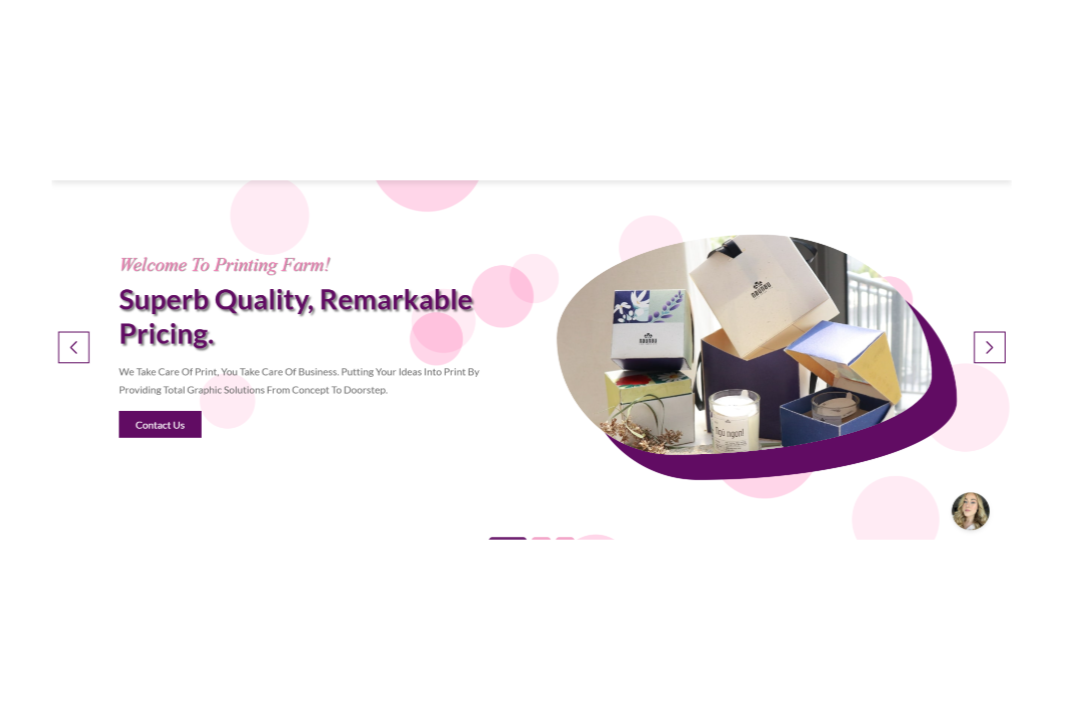 Welcome To Printing Farm!
Superb Quality, Remarkable
Pricing.
We Take Care Of Print, You Take Care Of Business. Putting Your Ideas Into Print By
Providing Total Graphic Solutions From Concept To Doorstep.
Contact Us